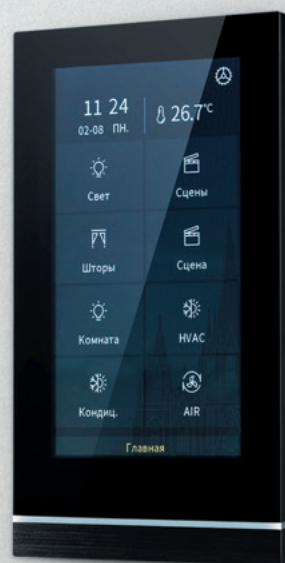 11 24
02-08 ПН.
26.7°C
Свет
Сцены
Шторы
Сцена
Комната
HVAC
Кондиц.
AIR
Главная